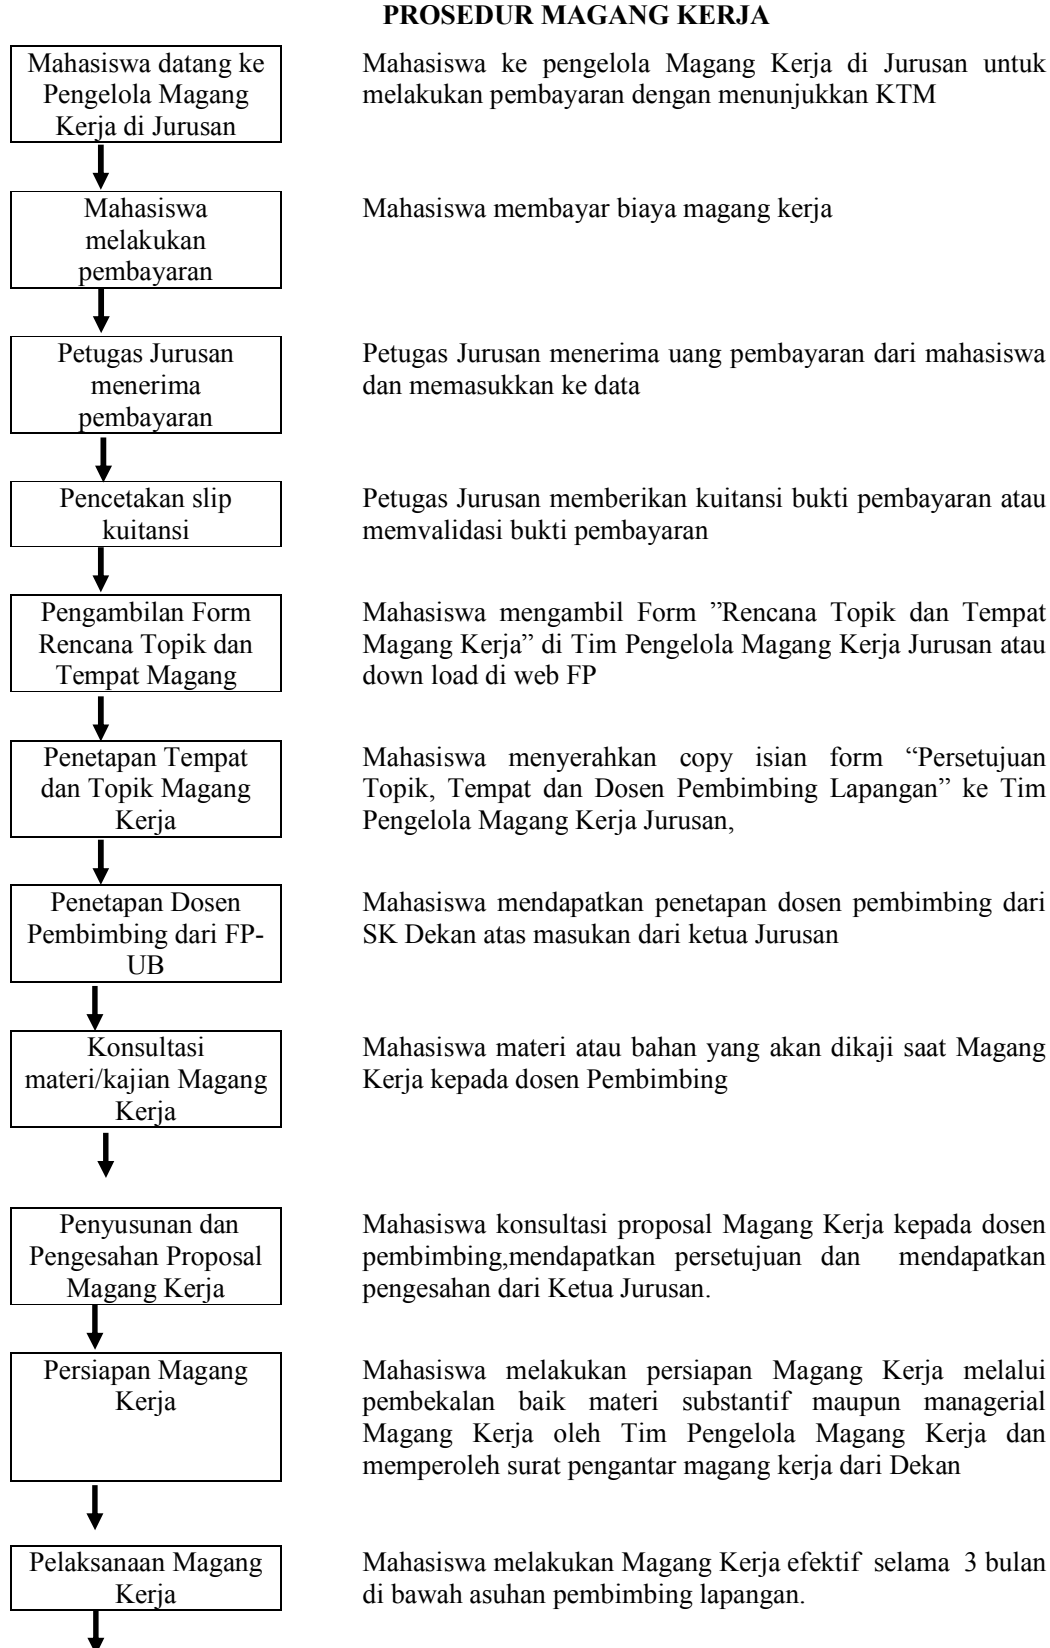 PROSEDUR MAGANG KERJA
Mahasiswa datang ke
Pengelola Magang
Kerja di Jurusan
Mahasiswa ke pengelola Magang Kerja di Jurusan untuk
melakukan pembayaran dengan menunjukkan KTM
Mahasiswa
melakukan
pembayaran
Mahasiswa membayar biaya magang kerja
Petugas Jurusan
menerima
pembayaran
Petugas Jurusan menerima uang pembayaran dari mahasiswa
dan memasukkan ke data
Pencetakan slip
kuitansi
Petugas Jurusan memberikan kuitansi bukti pembayaran atau
memvalidasi bukti pembayaran
Pengambilan Form
Rencana Topik dan
Tempat Magang
Mahasiswa mengambil Form ”Rencana Topik dan Tempat
Magang Kerja” di Tim Pengelola Magang Kerja Jurusan atau
down load di web FP
Penetapan Tempat
dan Topik Magang
Kerja
Mahasiswa menyerahkan copy isian form “Persetujuan
Topik, Tempat dan Dosen Pembimbing Lapangan” ke Tim
Pengelola Magang Kerja Jurusan,
Penetapan Dosen
Pembimbing dari FP-
UB
Mahasiswa mendapatkan penetapan dosen pembimbing dari
SK Dekan atas masukan dari ketua Jurusan
Konsultasi
materi/kajian Magang
Kerja
Mahasiswa materi atau bahan yang akan dikaji saat Magang
Kerja kepada dosen Pembimbing
Penyusunan dan
Pengesahan Proposal
Magang Kerja
Mahasiswa konsultasi proposal Magang Kerja kepada dosen
pembimbing,mendapatkan persetujuan dan mendapatkan
pengesahan dari Ketua Jurusan.
Persiapan Magang
Kerja
Mahasiswa melakukan persiapan Magang Kerja melalui
pembekalan baik materi substantif maupun managerial
Magang Kerja oleh Tim Pengelola Magang Kerja dan
memperoleh surat pengantar magang kerja dari Dekan
Pelaksanaan Magang
Kerja
Mahasiswa melakukan Magang Kerja efektif selama 3 bulan
di bawah asuhan pembimbing lapangan.